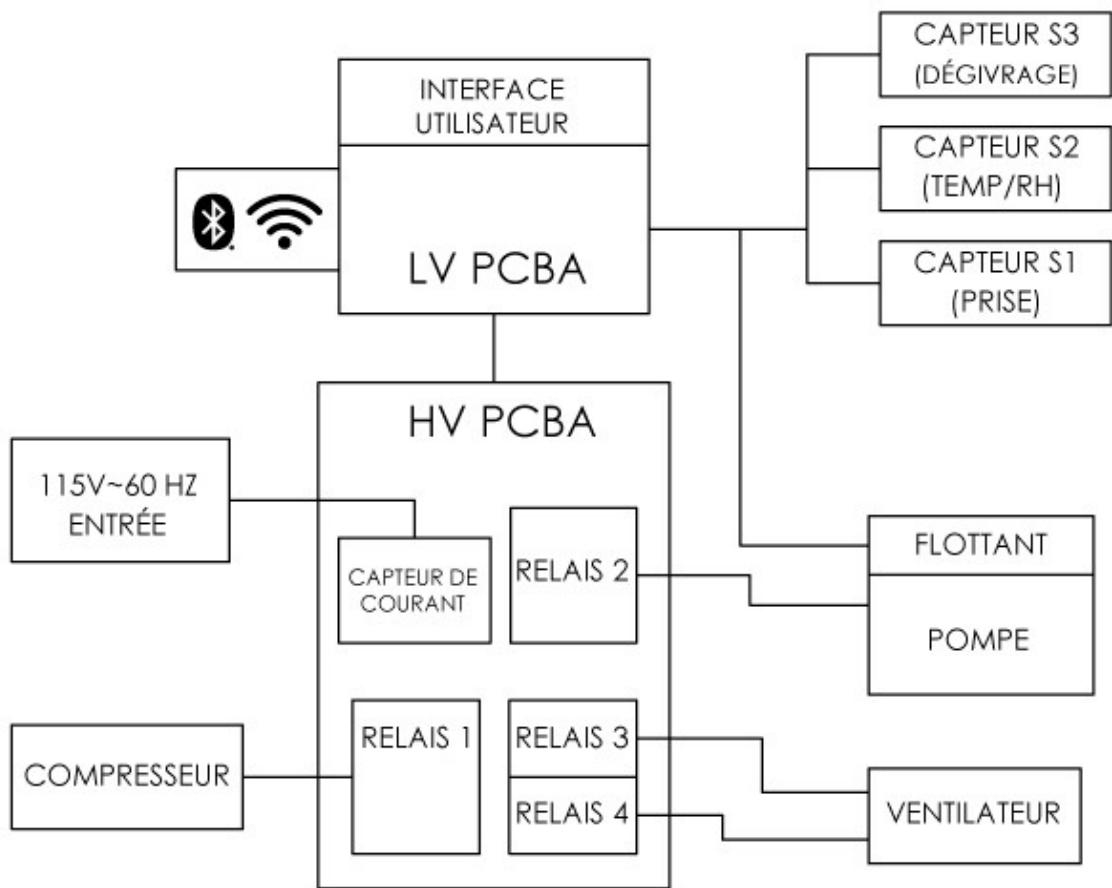 INTERFACE
UTILISATEUR
LV PCBA
CAPTEUR S3
(DÉGIVRAGE)
CAPTEUR S2
(TEMP/RH)
CAPTEUR S1
(PRISE)
HV PCBA
115V~60 HZ
ENTRÉE
CAPTEUR DE
COURANT
RELAIS 2
FLOTTANT
POMPE
COMPRESSEUR
RELAIS 1
RELAIS 3
RELAIS 4
VENTILATEUR